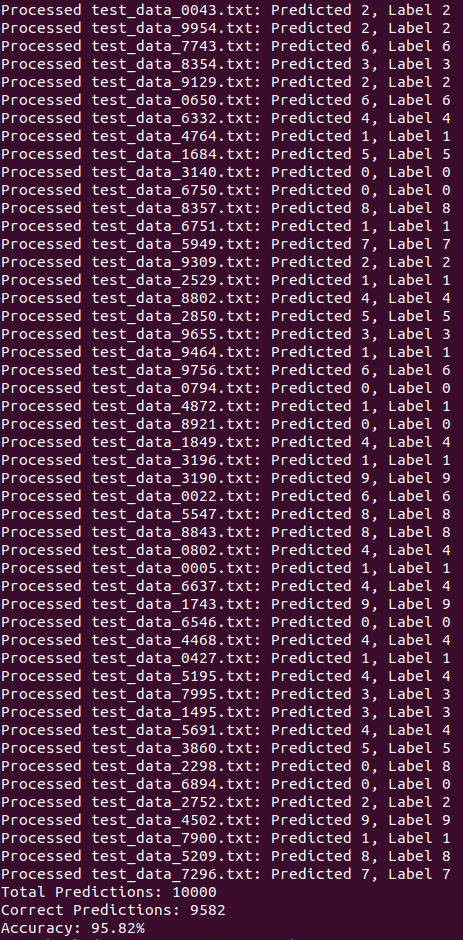 Processed test_data_0043.txt: Predicted 2, Label 2
Processed test_data_9954.txt: Predicted 2, Label 2
Processed test_data_7743.txt: Predicted 6, Label 6
Processed test_data_8354.txt: Predicted 3, Label 3
Processed test_data_9129.txt: Predicted 2, Label 2
Processed test_data_0650.txt: Predicted 6, Label 6
Processed test_data_6332.txt: Predicted 4, Label 4
Processed test_data_4764.txt: Predicted 1, Label 1
Processed test_data_1684.txt: Predicted 5, Label 5
Processed test_data_3140.txt: Predicted 0, Label 0
Processed test_data_6750.txt: Predicted 0, Label 0
Processed test_data_8357.txt: Predicted 8, Label 8
Processed test_data_6751.txt: Predicted 1, Label 1
Processed test_data_5949.txt: Predicted 7, Label 7
Processed test_data_9309.txt: Predicted 2, Label 2
Processed test_data_2529.txt: Predicted 1, Label 1
Processed test_data_8802.txt: Predicted 4, Label 4
Processed test_data_2850.txt: Predicted 5, Label 5
Processed test_data_9655.txt: Predicted 3, Label 3
Processed test_data_9464.txt: Predicted 1, Label 1
Processed test_data_9756.txt: Predicted 6, Label 6
Processed test_data_0794.txt: Predicted 0, Label 0
Processed test_data_4872.txt: Predicted 1, Label 1
Processed test_data_8921.txt: Predicted 0, Label 0
Processed test_data_1849.txt: Predicted 4, Label 4
Processed test_data_3196.txt: Predicted 1, Label 1
Processed test_data_3190.txt: Predicted 9, Label 9
Processed test_data_0022.txt: Predicted 6, Label 6
Processed test_data_5547.txt: Predicted 8, Label 8
Processed test_data_8843.txt: Predicted 8, Label 8
Processed test_data_0802.txt: Predicted 4, Label 4
Processed test_data_0005.txt: Predicted 1, Label 1
Processed test_data_6637.txt: Predicted 4, Label 4
Processed test_data_1743.txt: Predicted 9, Label 9
Processed test_data_6546.txt: Predicted 0, Label 0
Processed test_data_4468.txt: Predicted 4, Label 4
Processed test_data_0427.txt: Predicted 1, Label 1
Processed test_data_5195.txt: Predicted 4, Label 4
Processed test_data_7995.txt: Predicted 3, Label 3
Processed test_data_1495.txt: Predicted 3, Label 3
Processed test_data_5691.txt: Predicted 4, Label 4
Processed test_data_3860.txt: Predicted 5, Label 5
Processed test_data_2298.txt: Predicted 0, Label 8
Processed test_data_6894.txt: Predicted 0, Label 0
Processed test_data_2752.txt: Predicted 2, Label 2
Processed test_data_4502.txt: Predicted 9, Label 9
Processed test_data_7900.txt: Predicted 1, Label 1
Processed test_data_5209.txt: Predicted 8, Label 8
Processed test_data_7296.txt: Predicted 7, Label 7
Total Predictions: 10000
Correct Predictions: 9582
Accuracy: 95.82%